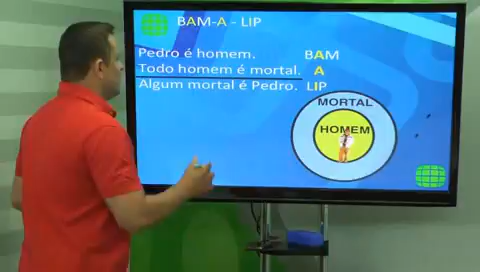 BAM-A - LIP
Pedro é homem. BAM
Todo homem é mortal. A
Algum mortal é Pedro. LIP
MORTAL
HOMEM